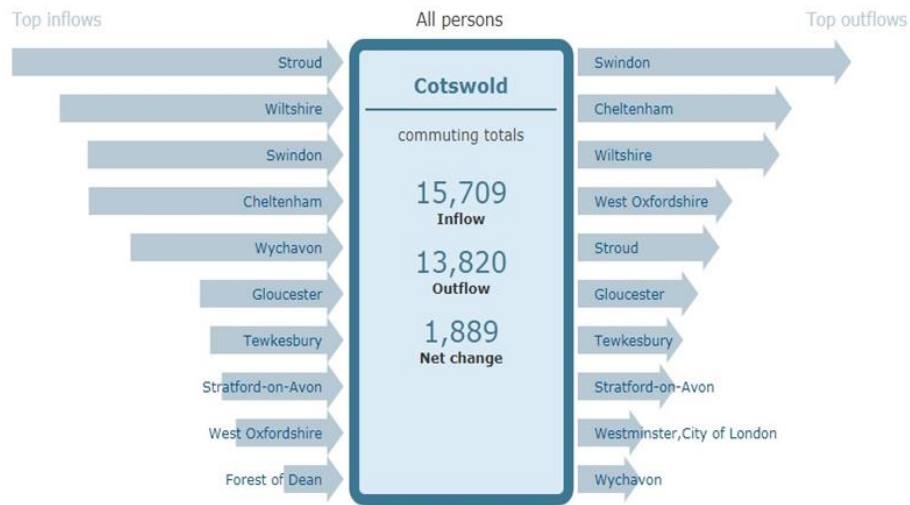 Top inflows
All persons
Top outflows
Stroud
Wiltshire
Swindon
Cheltenham
Wychavon
Gloucester
Tewkesbury
Stratford-on-Avon
West Oxfordshire
Forest of Dean
Cotswold
commuting totals
15,709
Inflow
13,820
Outflow
1,889
Net change
Swindon
Cheltenham
Wiltshire
West Oxfordshire
Stroud
Gloucester
Tewkesbury
Stratford-on-Avon
Westminster,City of London
Wychavon